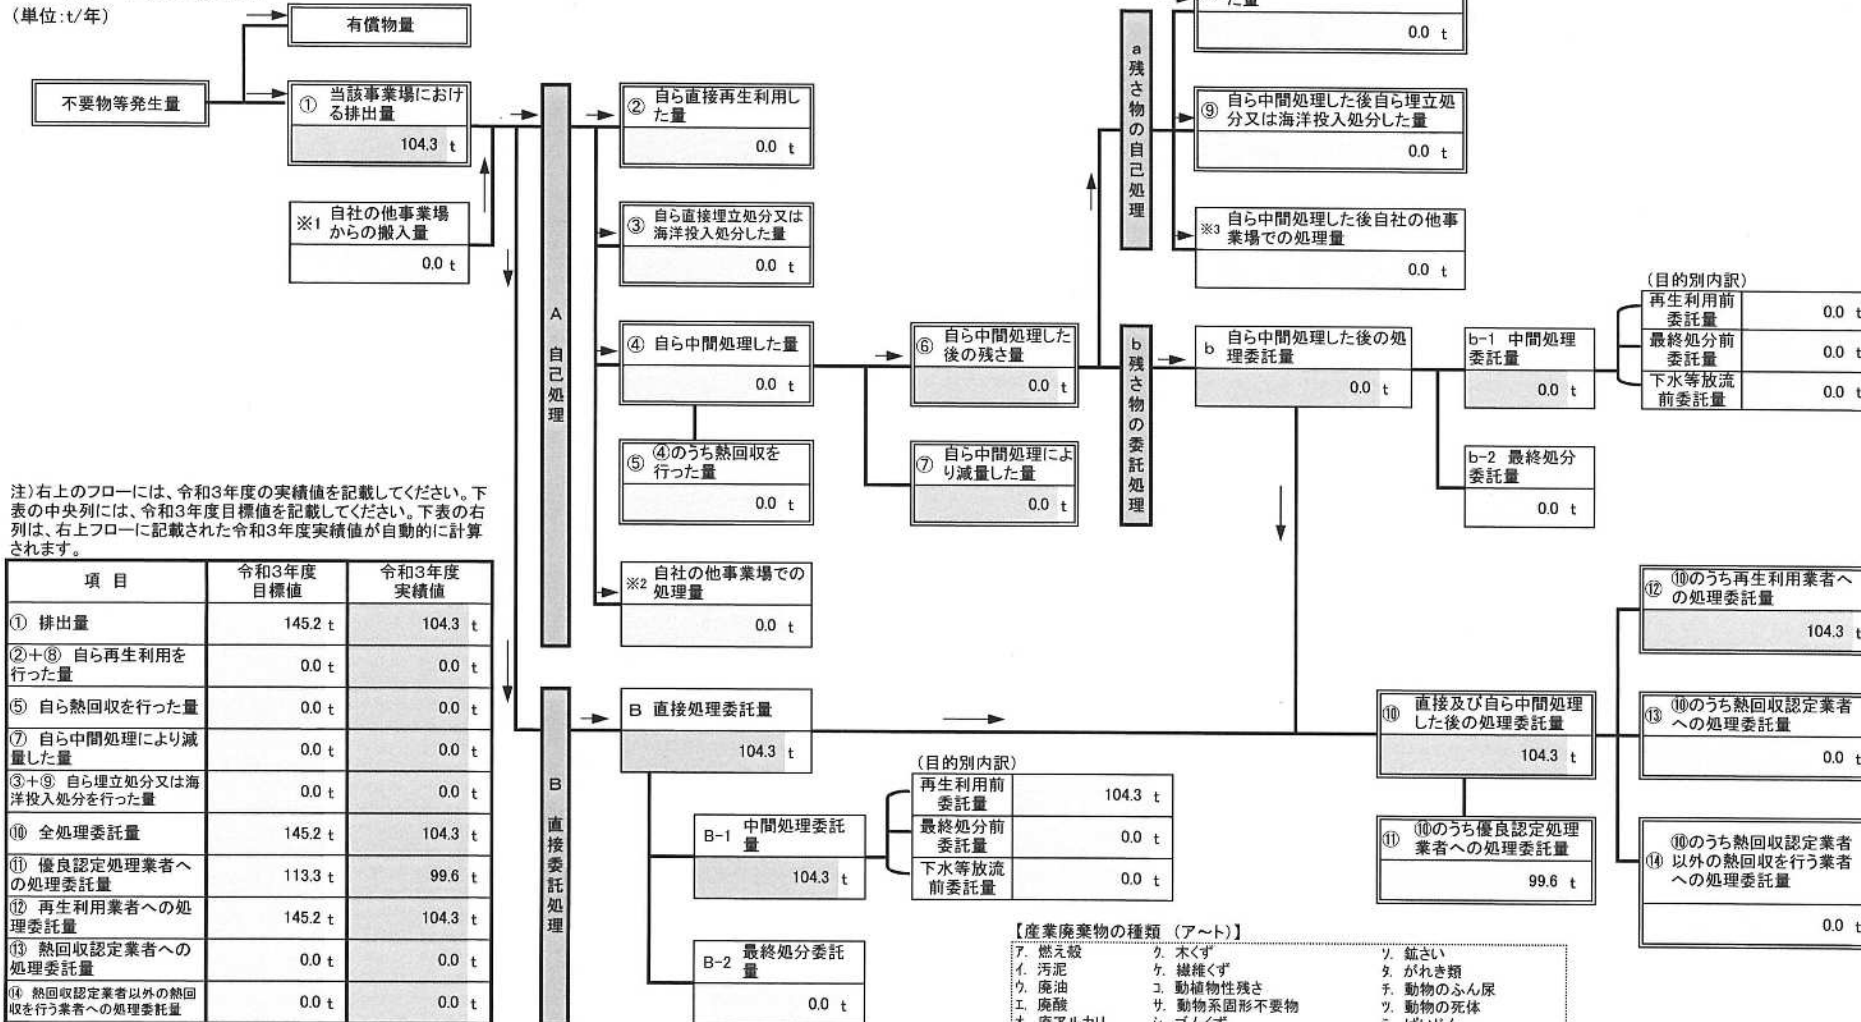 (単位:t/年)
有償物量
不要物等発生量
① 当該事業場におけ
る排出量
104.3 t
※1 自社の他事業場
からの搬入量
0.0 t
A 自己処理
② 自ら直接再生利用し
た量
0.0 t
③ 自ら直接埋立処分又は
海洋投入処分した量
0.0 t
④ 自ら中間処理した量
0.0 t
⑤ ④のうち熱回収を
行った量
0.0 t
※2 自社の他事業場での
処理量
0.0 t
⑥ 自ら中間処理した
後の残さ量
0.0 t
⑦ 自ら中間処理によ
り減量した量
0.0 t
a 残さ物の自己処理
た量
0.0 t
⑨ 自ら中間処理した後自ら埋立処
分又は海洋投入処分した量
0.0 t
※3 自ら中間処理した後自社の他事
業場での処理量
0.0 t
b 残さ物の委託処理
b 自ら中間処理した後の処
理委託量
0.0 t
b-1 中間処理
委託量
0.0 t
b-2 最終処分
委託量
0.0 t
(目的別内訳)
再生利用前
委託量 0.0 t
最終処分前
委託量 0.0 t
下水等放流
前委託量 0.0 t
注)右上のフローには、令和3年度の実績値を記載してください。下
表の中央列には、令和3年度目標値を記載してください。下表の右
列は、右上フローに記載された令和3年度実績値が自動的に計算
されます。
項 目 令和3年度
目標値 令和3年度
実績値
① 排出量 145.2 t 104.3 t
②+⑧ 自ら再生利用を
行った量 0.0 t 0.0 t
⑤ 自ら熱回収を行った量 0.0 t 0.0 t
⑦ 自ら中間処理により減
量した量 0.0 t 0.0 t
③+⑨ 自ら埋立処分又は海
洋投入処分を行った量 0.0 t 0.0 t
⑩ 全処理委託量 145.2 t 104.3 t
⑪ 優良認定処理業者へ
の処理委託量 113.3 t 99.6 t
⑫ 再生利用業者への処
理委託量 145.2 t 104.3 t
⑬ 熱回収認定業者への
処理委託量 0.0 t 0.0 t
⑭ 熱回収認定業者以外の熱回
収を行う業者への処理委託量 0.0 t 0.0 t
B 直接委託処理
B 直接処理委託量
104.3 t
B-1 中間処理委託
量
104.3 t
B-2 最終処分委託
量
0.0 t
(目的別内訳)
再生利用前
委託量 104.3 t
最終処分前
委託量 0.0 t
下水等放流
前委託量 0.0 t
⑩ 直接及び自ら中間処理
した後の処理委託量
104.3 t
⑪ ⑩のうち優良認定処理
業者への処理委託量
99.6 t
⑫ ⑩のうち再生利用業者へ
の処理委託量
104.3 t
⑬ ⑩のうち熱回収認定業者
への処理委託量
0.0 t
⑭ ⑩のうち熱回収認定業者
以外の熱回収を行う業者
への処理委託量
0.0 t
【産業廃棄物の種類 (ア~ト)】
ア. 燃え殻 ク. 木くず ソ. 鉱さい
イ. 汚泥 ケ. 繊維くず タ. がれき類
ウ. 廃油 コ. 動植物性残さ チ. 動物のふん尿
エ. 廃酸 サ. 動物系固形不要物 ツ. 動物の死体